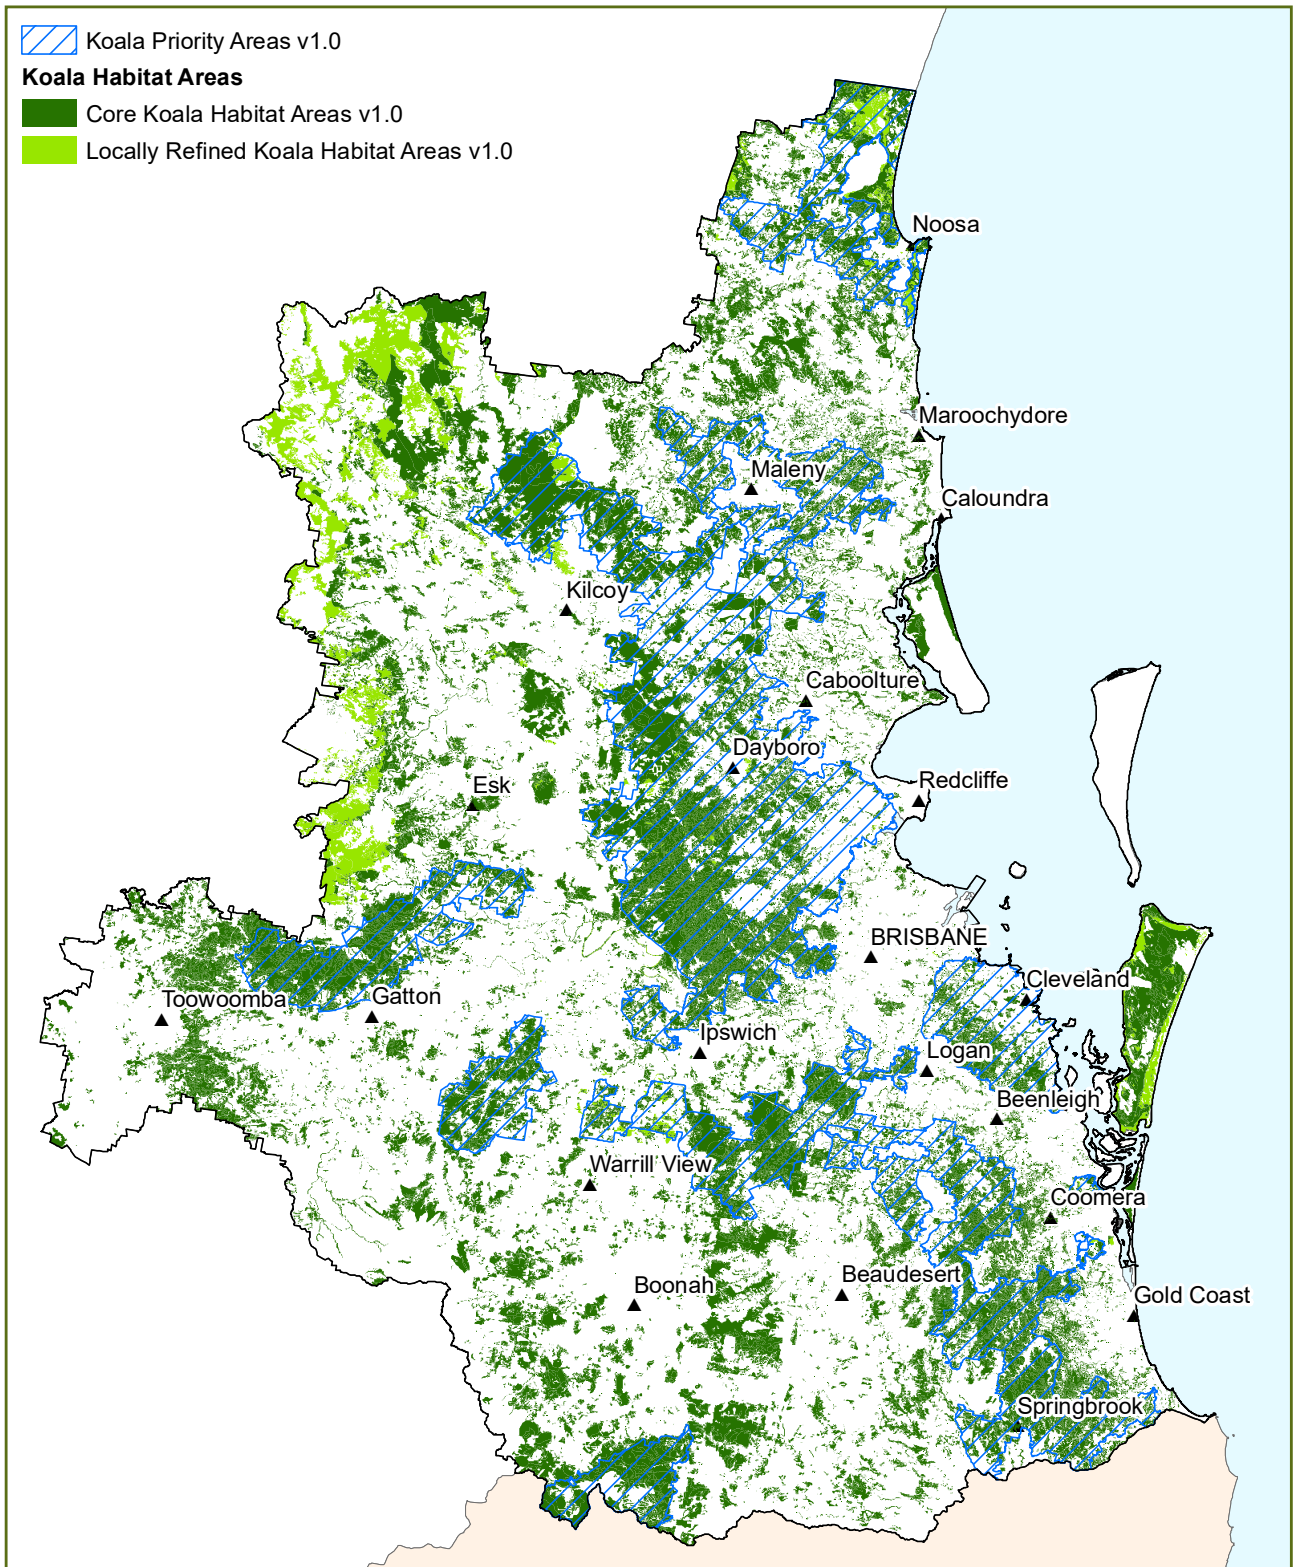 Koala Priority Areas v1.0
Koala Habitat Areas
Core Koala Habitat Areas v1.0
Locally Refined Koala Habitat Areas v1.0
Noosa
Maroochydore
Maleny
Caloundra
Kilcoy
Caboolture
Dayboro
Redcliffe
Esk
BRISBANE
Cleveland
Toowoomba
Gatton
Ipswich
Logan
Beenleigh
Warrill View
Coomera
Beaudesert
Boonah
Gold Coast
Springbrook